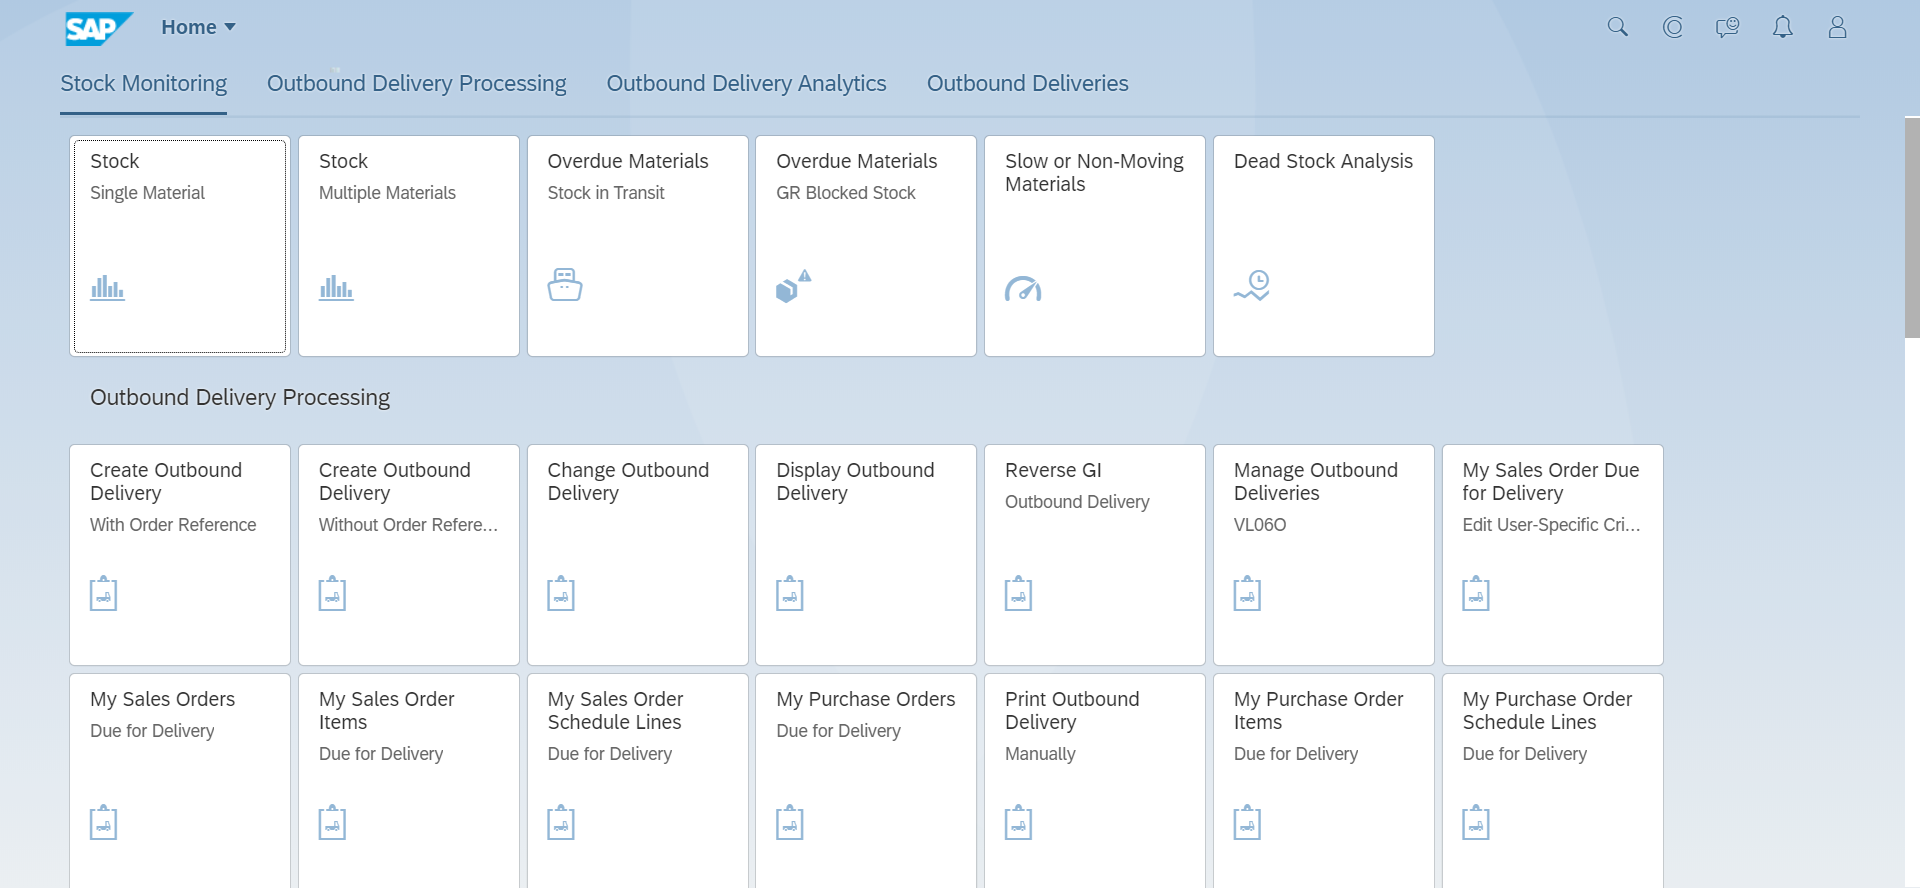 SAP Home
Stock Monitoring Outbound Delivery Processing Outbound Delivery Analytics Outbound Deliveries
Stock
Single Material
Stock
Multiple Materials
Overdue Materials
Stock in Transit
Overdue Materials
GR Blocked Stock
Slow or Non-Moving
Materials
Dead Stock Analysis
Outbound Delivery Processing
Create Outbound
Delivery
With Order Reference
Create Outbound
Delivery
Without Order Refere...
Change Outbound
Delivery
Display Outbound
Delivery
Reverse GI
Outbound Delivery
Manage Outbound
Deliveries
VL06O
My Sales Order Due
for Delivery
Edit User-Specific Cri...
My Sales Orders
Due for Delivery
My Sales Order
Items
Due for Delivery
My Sales Order
Schedule Lines
Due for Delivery
My Purchase Orders
Due for Delivery
Print Outbound
Delivery
Manually
My Purchase Order
Items
Due for Delivery
My Purchase Order
Schedule Lines
Due for Delivery